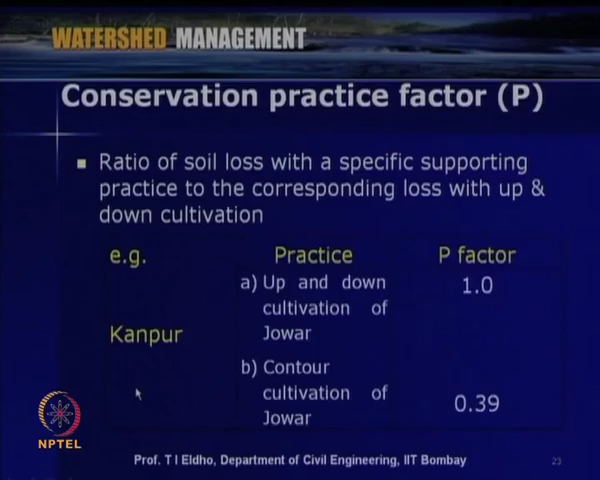 WATERSHED MANAGEMENT
Conservation practice factor (P)
Ratio of soil loss with a specific supporting
practice to the corresponding loss with up &
down cultivation
e.g. Practice P factor
a) Up and down 1.0
cultivation of
Jowar
Kanpur
b) Contour
cultivation of 0.39
Jowar
NPTEL
Prof. T I Eldho, Department of Civil Engineering, IIT Bombay 23